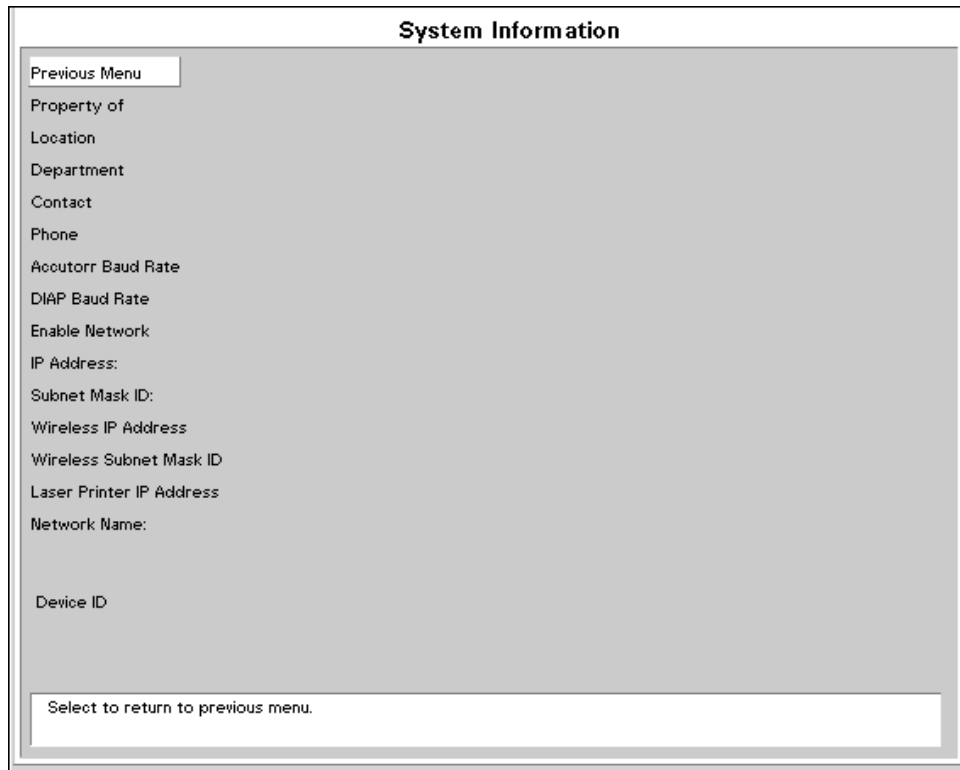 System Information
Previous Menu
Property of
Location
Department
Contact
Phone
Accutorr Baud Rate
DIAP Baud Rate
Enable Network
IP Address:
Subnet Mask ID:
Wireless IP Address
Wireless Subnet Mask ID
Laser Printer IP Address
Network Name:
Device ID
Select to return to previous menu.